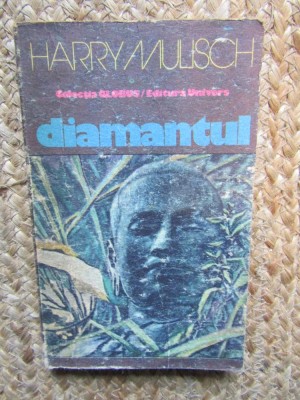 HARRY MULISCH
Colecția GLOBUS/Editura Univers
diamantul